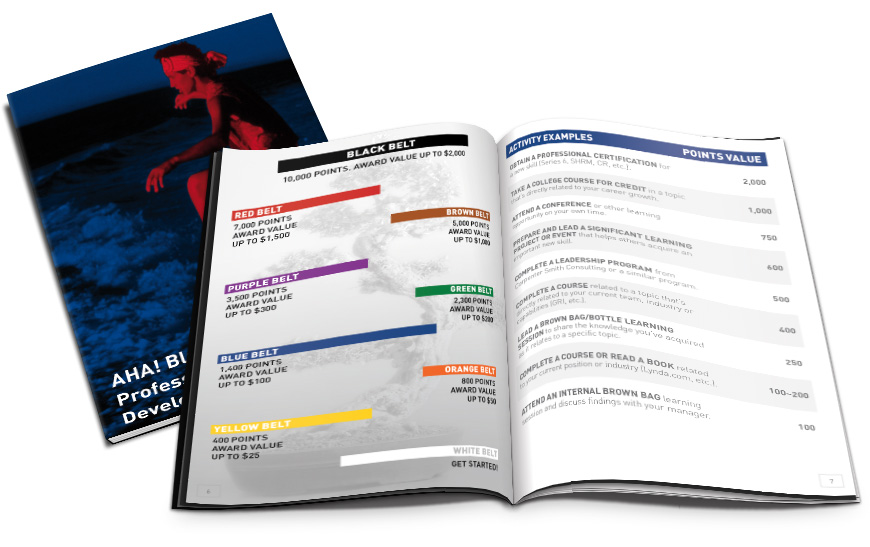 AHA! BU
Profess
Develo
BLACK BELT
10,000 POINTS. AWARD VALUE UP TO $2,000
RED BELT
7,000 POINTS
AWARD VALUE
UP TO $1,500
BROWN BELT
5,000 POINTS
AWARD VALUE
UP TO $1,000
PURPLE BELT
3,500 POINTS
AWARD VALUE
UP TO $300
GREEN BELT
2,300 POINTS
AWARD VALUE
UP TO $200
BLUE BELT
1,400 POINTS
AWARD VALUE
UP TO $100
ORANGE BELT
800 POINTS
AWARD VALUE
UP TO $50
YELLOW BELT
400 POINTS
AWARD VALUE
UP TO $25
WHITE BELT
GET STARTED!
6
ACTIVITY EXAMPLES POINTS VALUE
OBTAIN A PROFESSIONAL CERTIFICATION for
a new skill (Series 6, SHRM, CR, etc.). 2,000
TAKE A COLLEGE COURSE FOR CREDIT in a topic
that's directly related to your career growth. 1,000
ATTEND A CONFERENCE or other learning
opportunity on your own time. 750
PREPARE AND LEAD A SIGNIFICANT LEARNING
PROJECT OR EVENT that helps others acquire an
important new skill. 600
COMPLETE A LEADERSHIP PROGRAM from
Carpenter Smith Consulting or a similar program. 500
COMPLETE A COURSE related to a topic that's
directly related to your current team, industry or
capabilities (GRI, etc.). 400
LEAD A BROWN BAG/BOTTLE LEARNING
SESSION to share the knowledge you've acquired
as it relates to a specific topic. 250
COMPLETE A COURSE OR READ A BOOK related
to your current position or industry (Lynda.com, etc.). 100-200
ATTEND AN INTERNAL BROWN BAG learning
session and discuss findings with your manager. 100
7